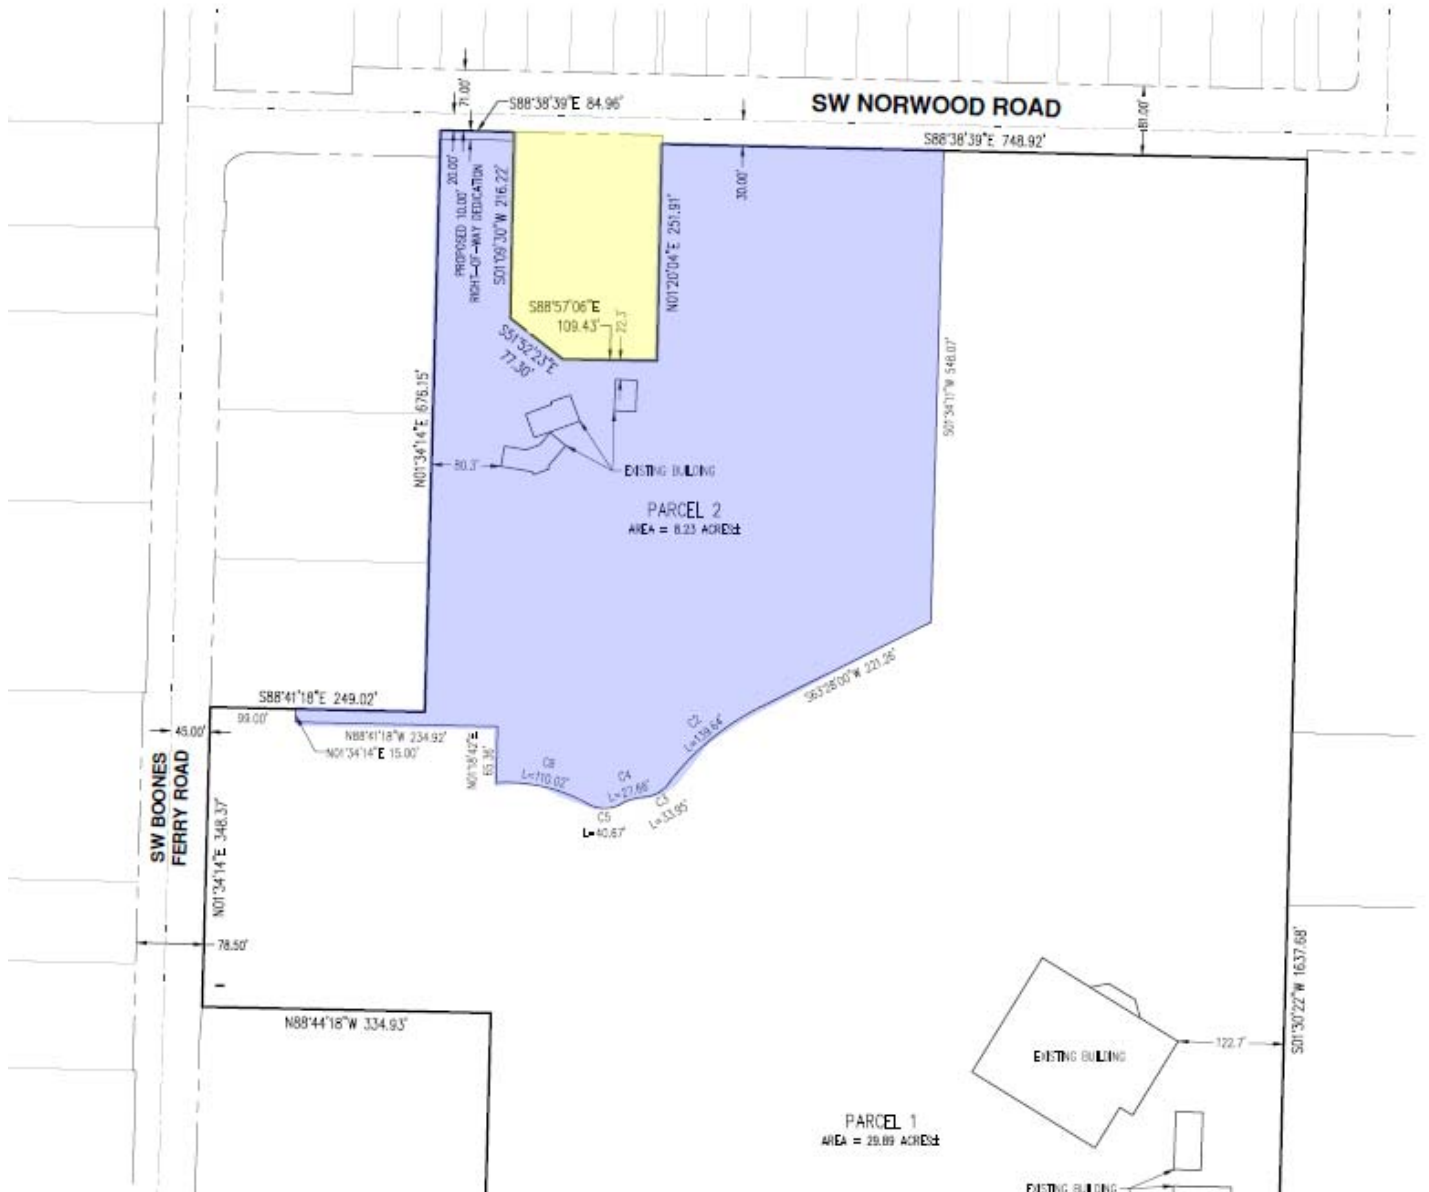 71.00'
S88°38'39"E 84.96'
SW NORWOOD ROAD
81.00'
S88°38'39"E 748.92'
20.00'
PROPOSED 10.00'
RIGHT-OF-WAY DEDICATION
S01°09'30"W 216.22'
N01°20'04"E 251.91'
30.00'
S88°57'06"E
109.43'
22.3'
S51°52'23"E
77.30'
N01°34'14"E 676.15'
S01°34'11"W 548.07'
80.3'
EXISTING BUILDING
PARCEL 2
AREA = 8.23 ACRES±
S63°28'00"W 221.26'
S88°41'18"E 249.02'
99.00'
45.00'
N88°41'18"W 234.92'
N01°34'14"E 15.00'
N01°18'42"E
65.36'
C2
L=139.64'
C6
L=110.02'
C4
L=27.66'
C3
L=33.95'
C5
L=40.67'
SW BOONES
FERRY ROAD
N01°34'14"E 348.37'
78.50'
N88°44'18"W 334.93'
S01°30'22"W 1637.68'
122.7'
EXISTING BUILDING
PARCEL 1
AREA = 29.89 ACRES±
EXISTING BUILDING